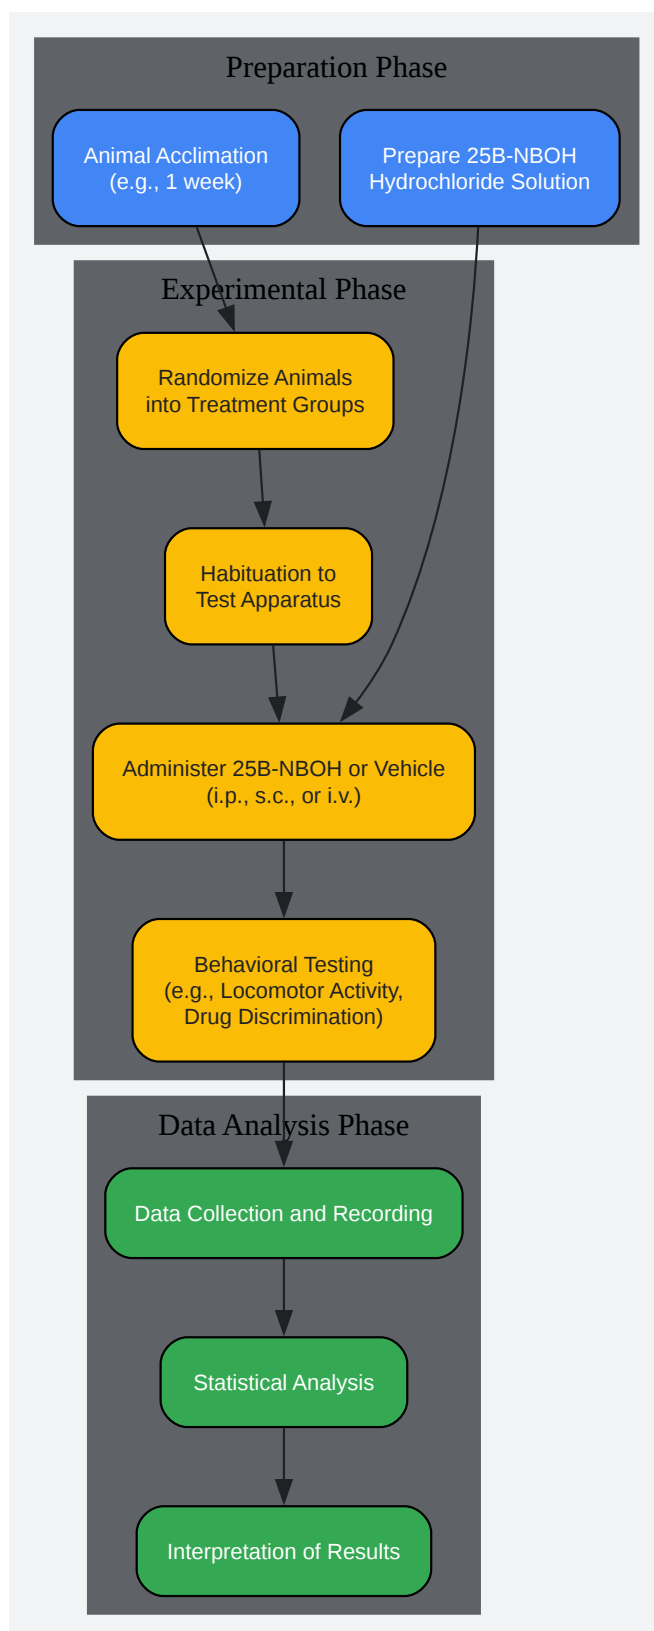 Preparation Phase
Animal Acclimation
(e.g., 1 week)
Prepare 25B-NBOH
Hydrochloride Solution
Experimental Phase
Randomize Animals
into Treatment Groups
Habituation to
Test Apparatus
Administer 25B-NBOH or Vehicle
(i.p., s.c., or i.v.)
Behavioral Testing
(e.g., Locomotor Activity,
Drug Discrimination)
Data Analysis Phase
Data Collection and Recording
Statistical Analysis
Interpretation of Results